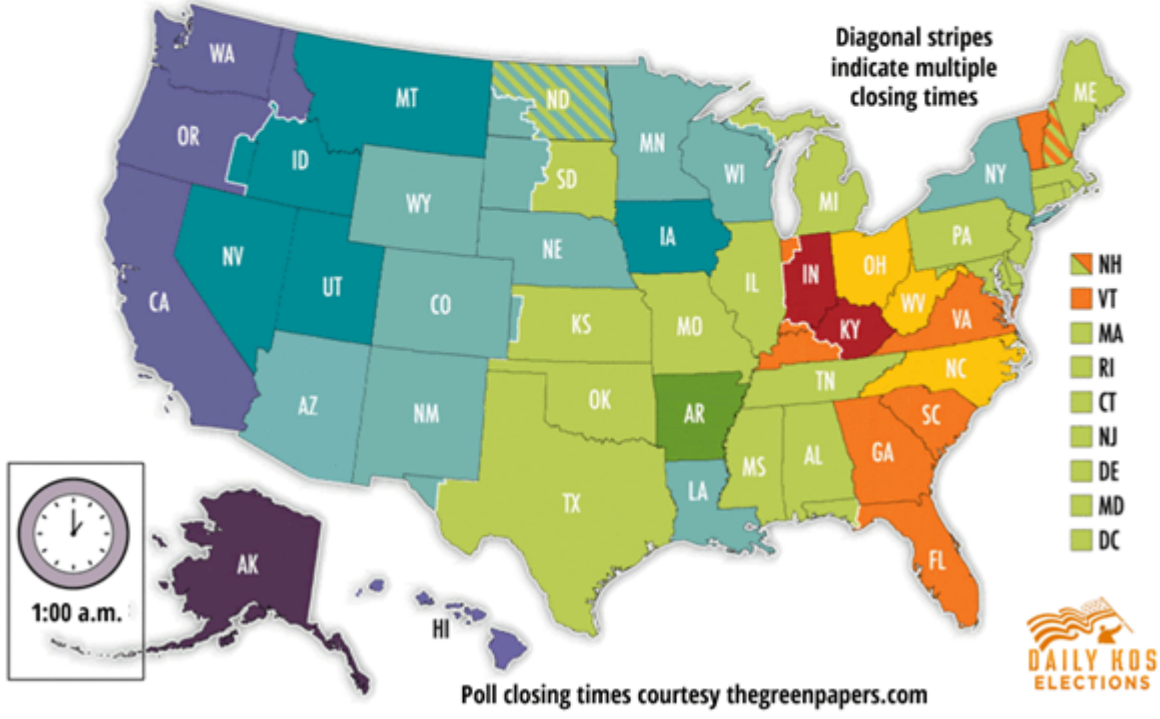 Diagonal stripes
indicate multiple
closing times
WA
OR
CA
MT
ID
NV
UT
WY
CO
AZ
NM
ND
SD
NE
KS
OK
TX
MN
IA
MO
AR
LA
WI
IL
MI
IN
OH
KY
TN
MS
AL
GA
FL
SC
NC
VA
WV
PA
NY
ME
NH
VT
MA
RI
CT
NJ
DE
MD
DC
1:00 a.m.
AK
HI
Poll closing times courtesy thegreenpapers.com
DAILY KOS
ELECTIONS